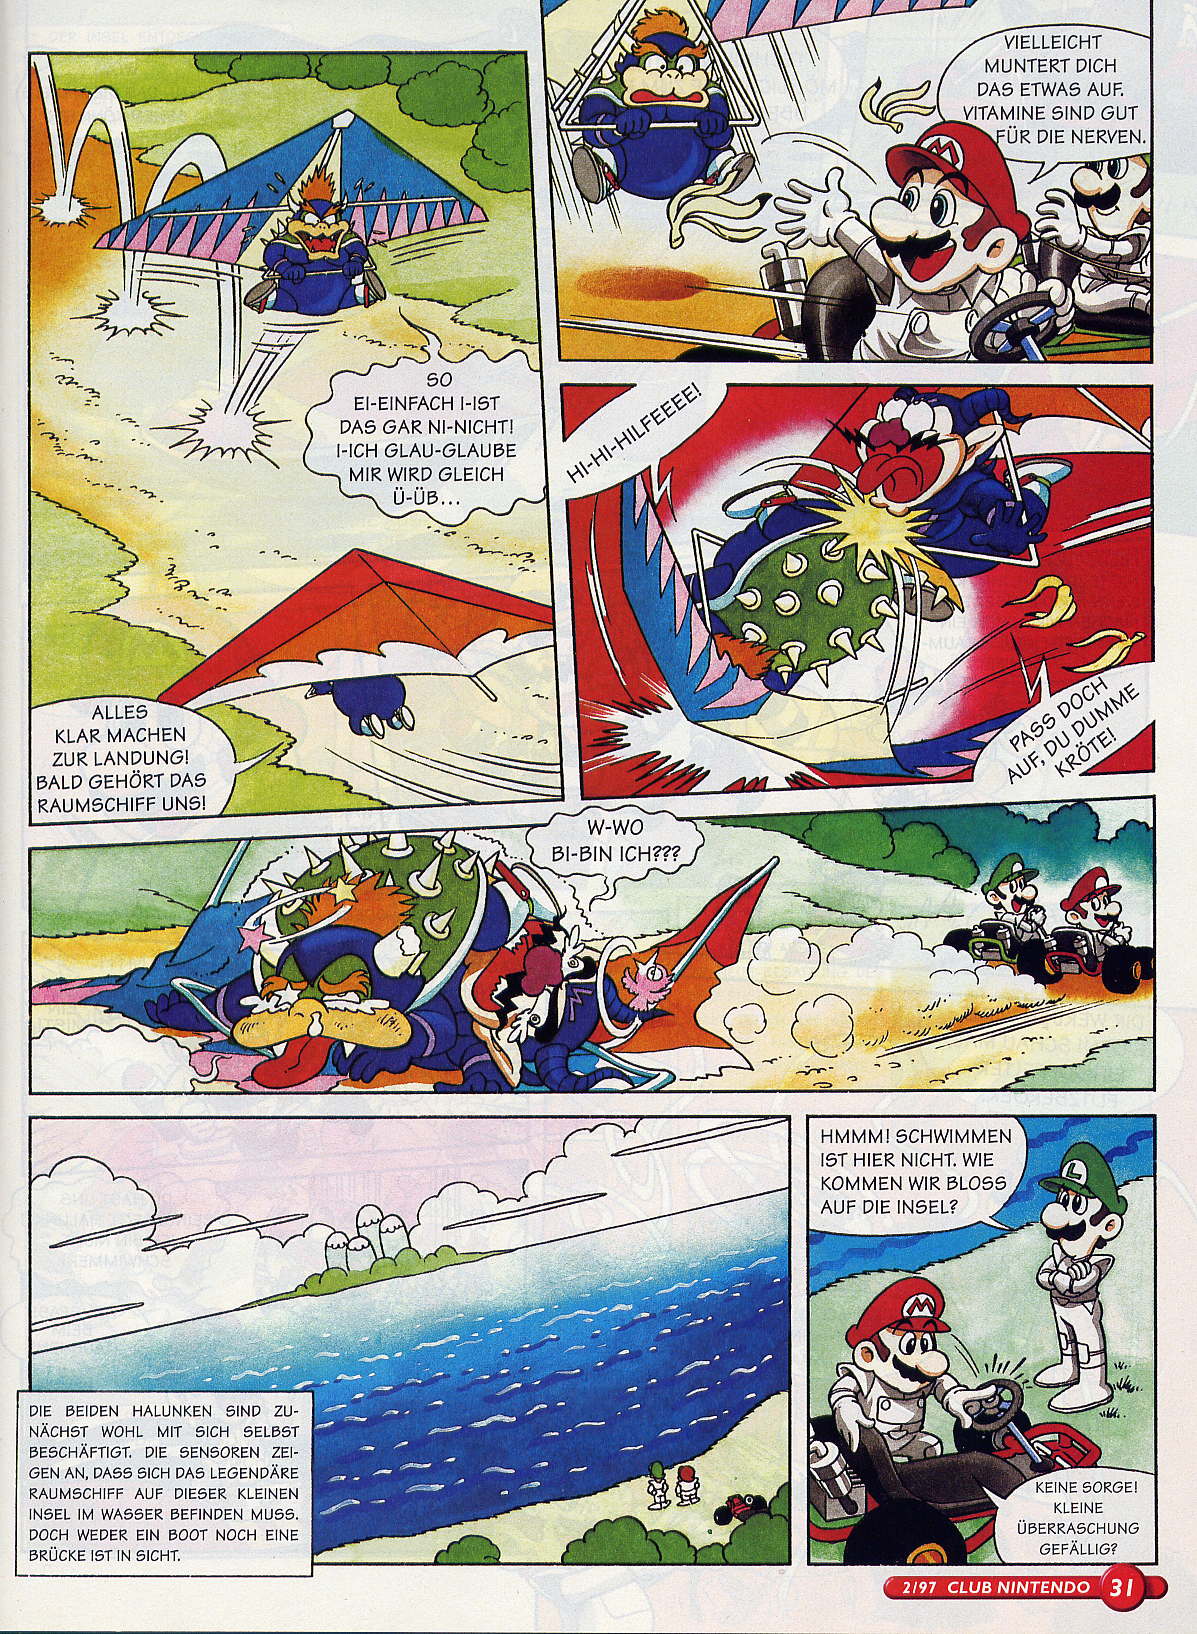 SO
EI-EINFACH I-IST
DAS GAR NI-NICHT!
I-ICH GLAU-GLAUBE
MIR WIRD GLEICH
Ü-ÜB...
ALLES
KLAR MACHEN
ZUR LANDUNG!
BALD GEHÖRT DAS
RAUMSCHIFF UNS!
VIELLEICHT
MUNTERT DICH
DAS ETWAS AUF.
VITAMINE SIND GUT
FÜR DIE NERVEN.
M
HI-HI-HILFEEEE!
PASS DOCH
AUF, DU DUMME
KRÖTE!
W-WO
BI-BIN ICH???
DIE BEIDEN HALUNKEN SIND ZU-
NÄCHST WOHL MIT SICH SELBST
BESCHÄFTIGT. DIE SENSOREN ZEI-
GEN AN, DASS SICH DAS LEGENDÄRE
RAUMSCHIFF AUF DIESER KLEINEN
INSEL IM WASSER BEFINDEN MUSS.
DOCH WEDER EIN BOOT NOCH EINE
BRÜCKE IST IN SICHT.
HMMM! SCHWIMMEN
IST HIER NICHT. WIE
KOMMEN WIR BLOSS
AUF DIE INSEL?
L
M
KEINE SORGE!
KLEINE
ÜBERRASCHUNG
GEFÄLLIG?
2/97 CLUB NINTENDO 31